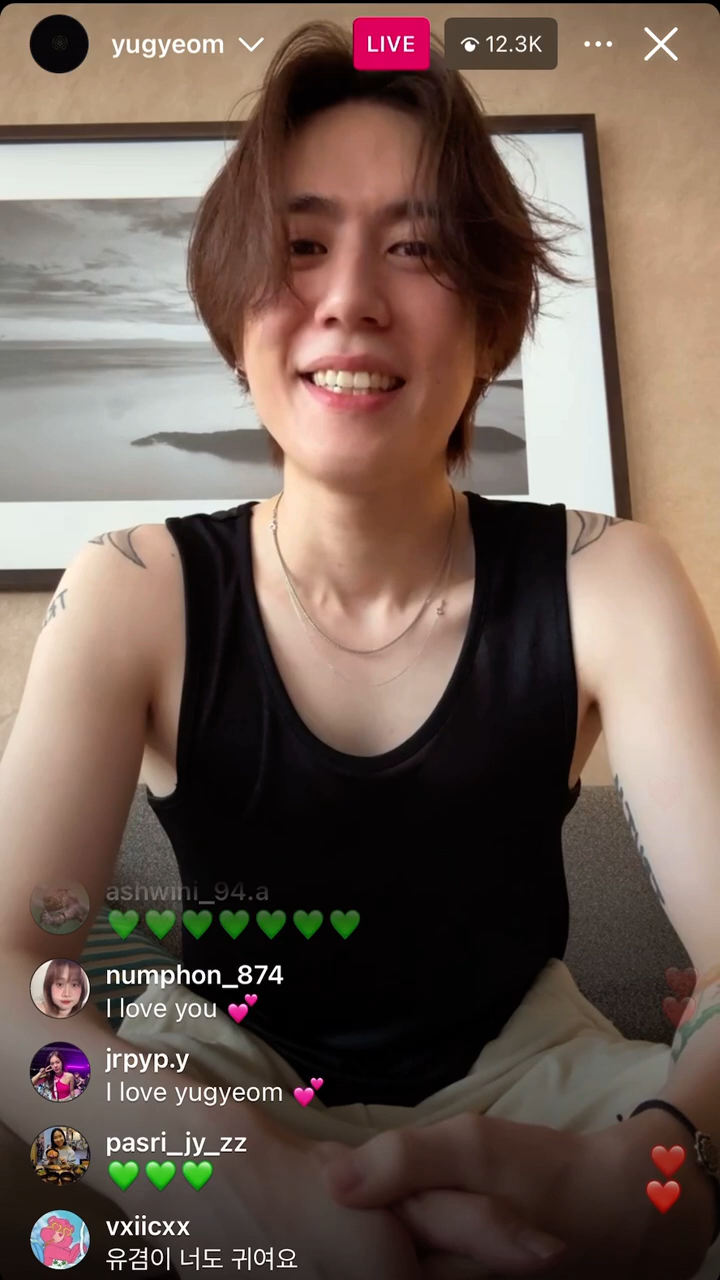 yugyeom
LIVE
12.3K
ashwini_94.a
💚💚💚💚💚💚💚
numphon_874
I love you 💕
jrpyp.y
I love yugyeom 💕
pasri_jy_zz
💚💚💚
vxiicxx
유겸이 너도 귀여요